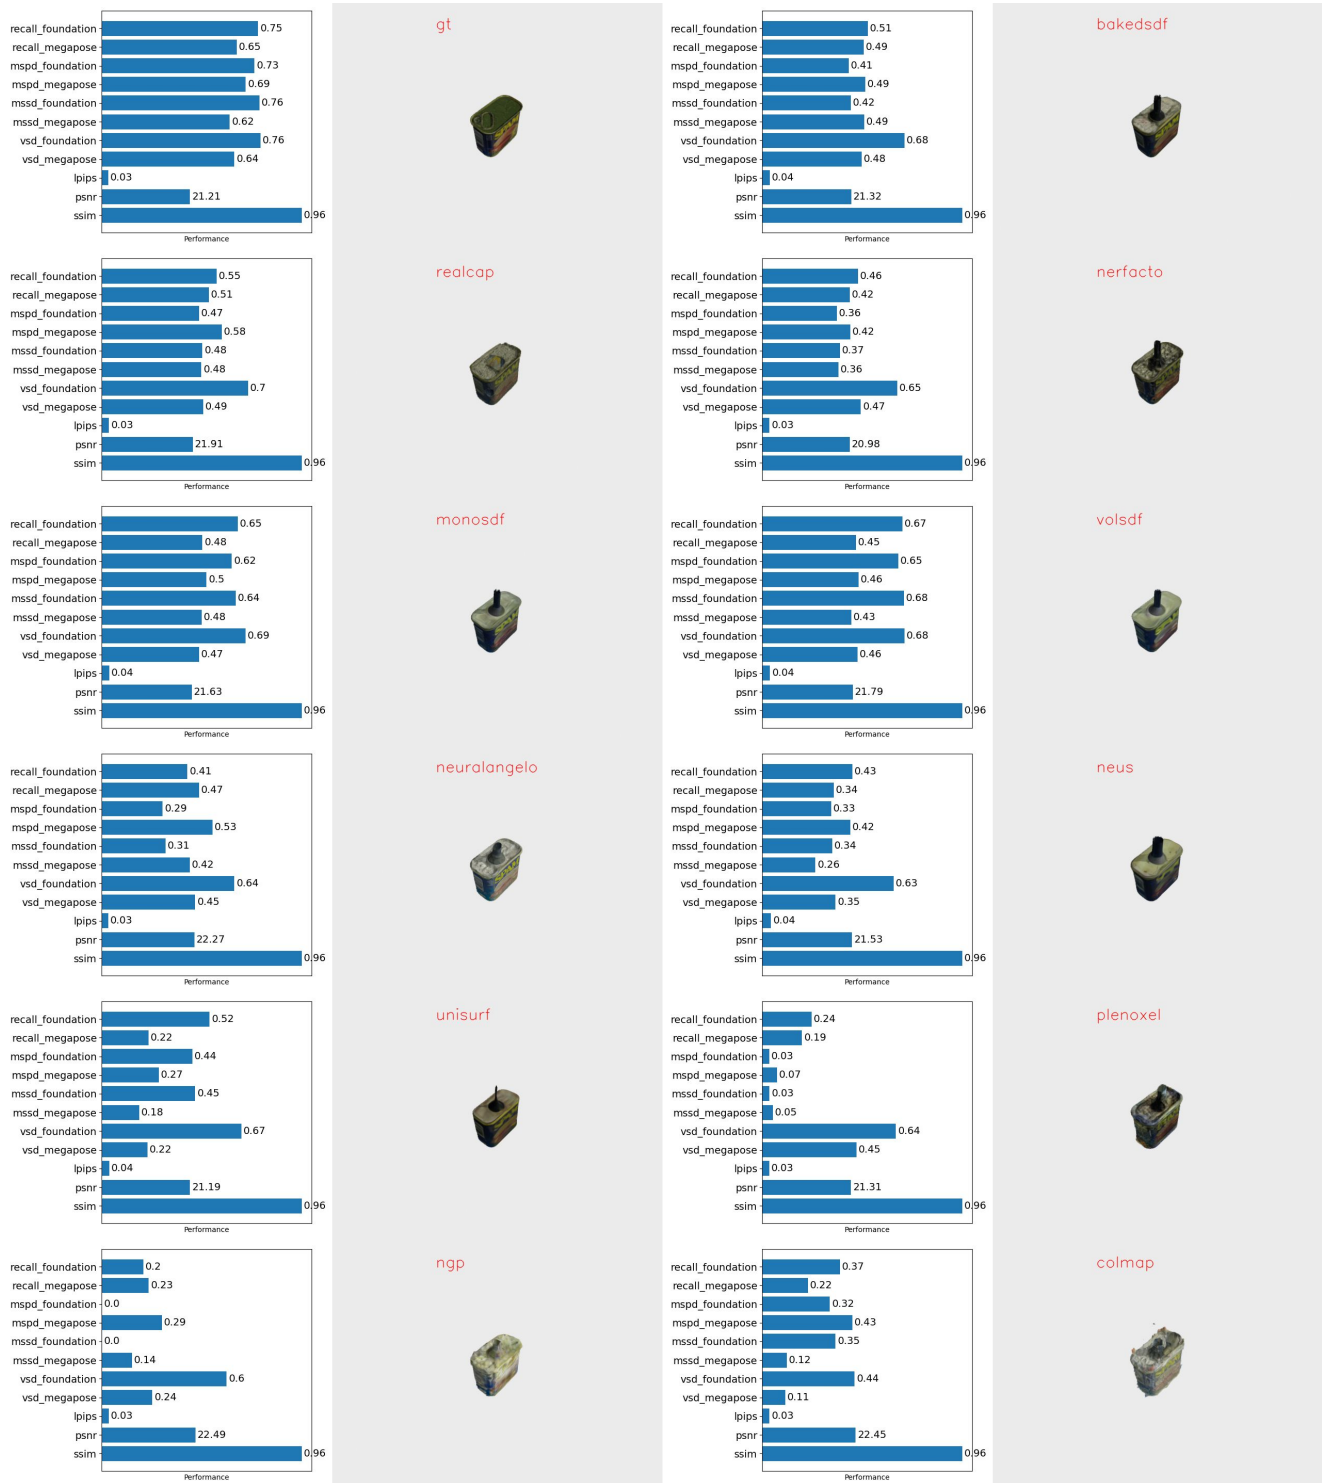 recall_foundation 0.75
recall_megapose 0.65
mspd_foundation 0.73
mspd_megapose 0.69
mssd_foundation 0.76
mssd_megapose 0.62
vsd_foundation 0.76
vsd_megapose 0.64
lpips 0.03
psnr 21.21
ssim 0.96
Performance
gt
recall_foundation 0.51
recall_megapose 0.49
mspd_foundation 0.41
mspd_megapose 0.49
mssd_foundation 0.42
mssd_megapose 0.49
vsd_foundation 0.68
vsd_megapose 0.48
lpips 0.04
psnr 21.32
ssim 0.96
Performance
bakedsdf
recall_foundation 0.55
recall_megapose 0.51
mspd_foundation 0.47
mspd_megapose 0.58
mssd_foundation 0.48
mssd_megapose 0.48
vsd_foundation 0.7
vsd_megapose 0.49
lpips 0.03
psnr 21.91
ssim 0.96
Performance
realcap
recall_foundation 0.46
recall_megapose 0.42
mspd_foundation 0.36
mspd_megapose 0.42
mssd_foundation 0.37
mssd_megapose 0.36
vsd_foundation 0.65
vsd_megapose 0.47
lpips 0.03
psnr 20.98
ssim 0.96
Performance
nerfacto
recall_foundation 0.65
recall_megapose 0.48
mspd_foundation 0.62
mspd_megapose 0.5
mssd_foundation 0.64
mssd_megapose 0.48
vsd_foundation 0.69
vsd_megapose 0.47
lpips 0.04
psnr 21.63
ssim 0.96
Performance
monosdf
recall_foundation 0.67
recall_megapose 0.45
mspd_foundation 0.65
mspd_megapose 0.46
mssd_foundation 0.68
mssd_megapose 0.43
vsd_foundation 0.68
vsd_megapose 0.46
lpips 0.04
psnr 21.79
ssim 0.96
Performance
volsdf
recall_foundation 0.41
recall_megapose 0.47
mspd_foundation 0.29
mspd_megapose 0.53
mssd_foundation 0.31
mssd_megapose 0.42
vsd_foundation 0.64
vsd_megapose 0.45
lpips 0.03
psnr 22.27
ssim 0.96
Performance
neuralangelo
recall_foundation 0.43
recall_megapose 0.34
mspd_foundation 0.33
mspd_megapose 0.42
mssd_foundation 0.34
mssd_megapose 0.26
vsd_foundation 0.63
vsd_megapose 0.35
lpips 0.04
psnr 21.53
ssim 0.96
Performance
neus
recall_foundation 0.52
recall_megapose 0.22
mspd_foundation 0.44
mspd_megapose 0.27
mssd_foundation 0.45
mssd_megapose 0.18
vsd_foundation 0.67
vsd_megapose 0.22
lpips 0.04
psnr 21.19
ssim 0.96
Performance
unisurf
recall_foundation 0.24
recall_megapose 0.19
mspd_foundation 0.03
mspd_megapose 0.07
mssd_foundation 0.03
mssd_megapose 0.05
vsd_foundation 0.64
vsd_megapose 0.45
lpips 0.03
psnr 21.31
ssim 0.96
Performance
plenoxel
recall_foundation 0.2
recall_megapose 0.23
mspd_foundation 0.0
mspd_megapose 0.29
mssd_foundation 0.0
mssd_megapose 0.14
vsd_foundation 0.6
vsd_megapose 0.24
lpips 0.03
psnr 22.49
ssim 0.96
Performance
ngp
recall_foundation 0.37
recall_megapose 0.22
mspd_foundation 0.32
mspd_megapose 0.43
mssd_foundation 0.35
mssd_megapose 0.12
vsd_foundation 0.44
vsd_megapose 0.11
lpips 0.03
psnr 22.45
ssim 0.96
Performance
colmap